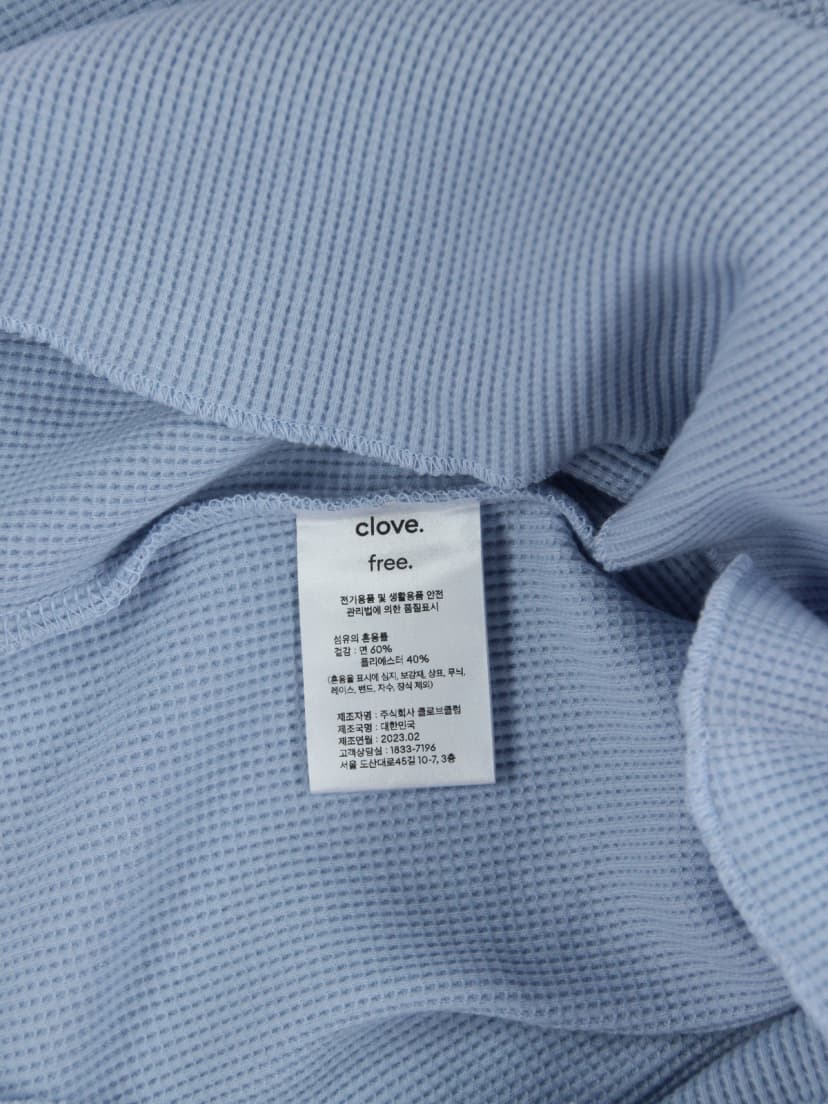 clove.
free.
전기용품 및 생활용품 안전
관리법에 의한 품질표시
섬유의 혼용률
겉감 : 면 60%
폴리에스터 40%
(혼용율 표시에 심지, 보강재, 상표, 무늬,
레이스, 밴드, 자수, 장식 제외)
제조자명 : 주식회사 클로브클럽
제조국명 : 대한민국
제조연월 : 2023.02
고객상담실 : 1833-7196
서울 도산대로45길 10-7, 3층